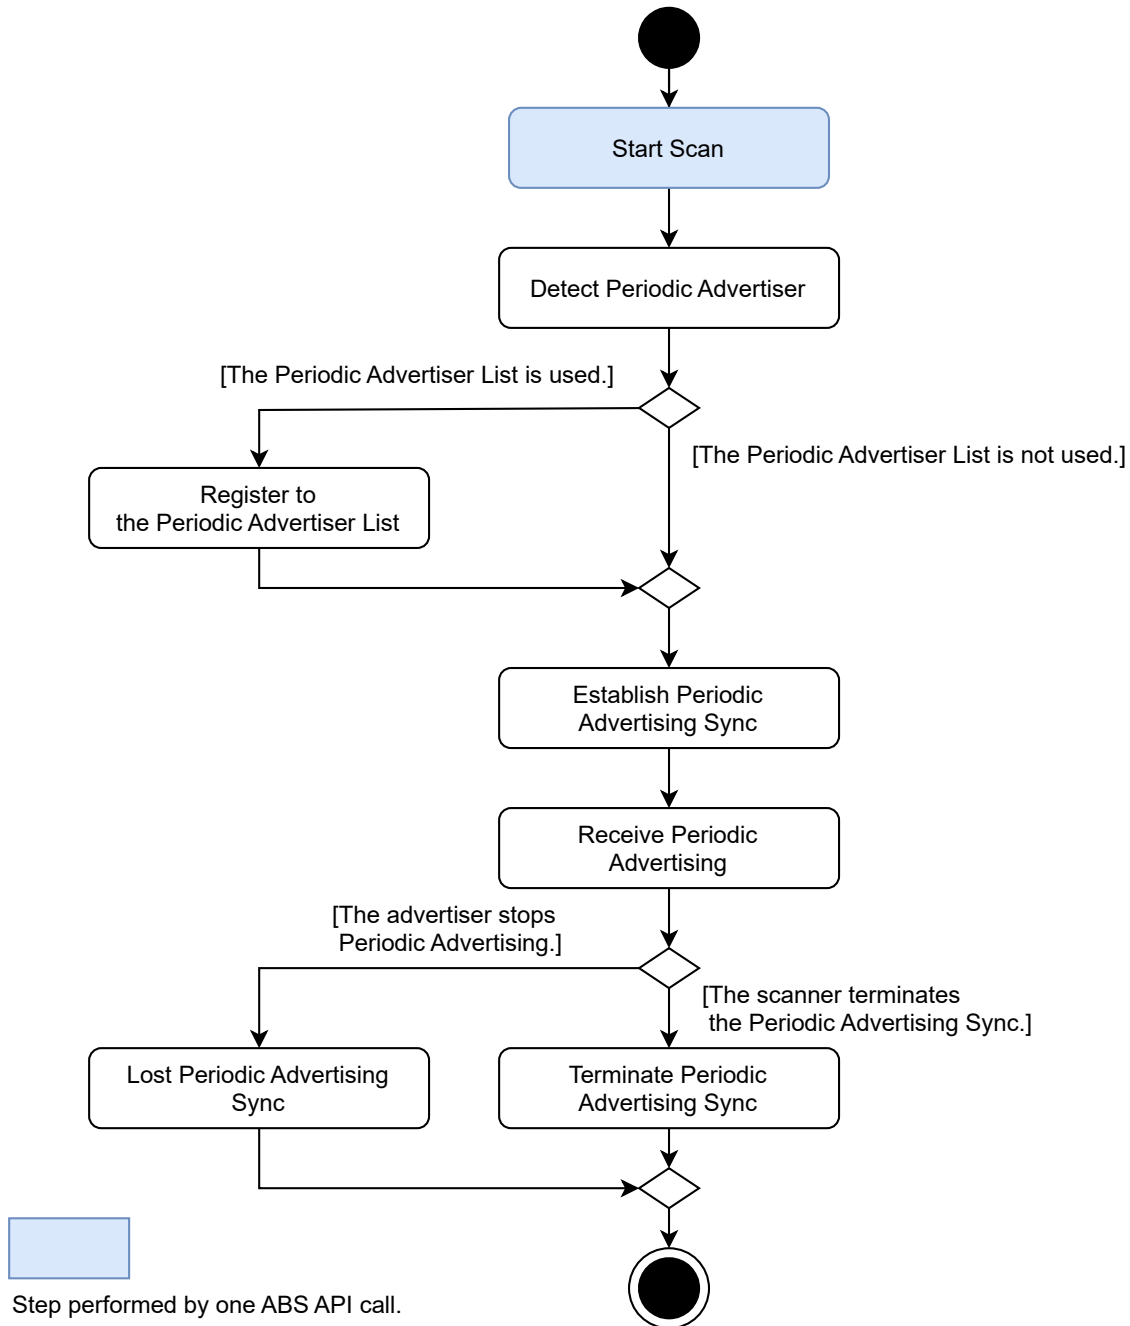 Start Scan
Detect Periodic Advertiser
[The Periodic Advertiser List is used.]
[The Periodic Advertiser List is not used.]
Register to
the Periodic Advertiser List
Establish Periodic
Advertising Sync
Receive Periodic
Advertising
[The advertiser stops
Periodic Advertising.]
[The scanner terminates
the Periodic Advertising Sync.]
Lost Periodic Advertising
Sync
Terminate Periodic
Advertising Sync
Step performed by one ABS API call.